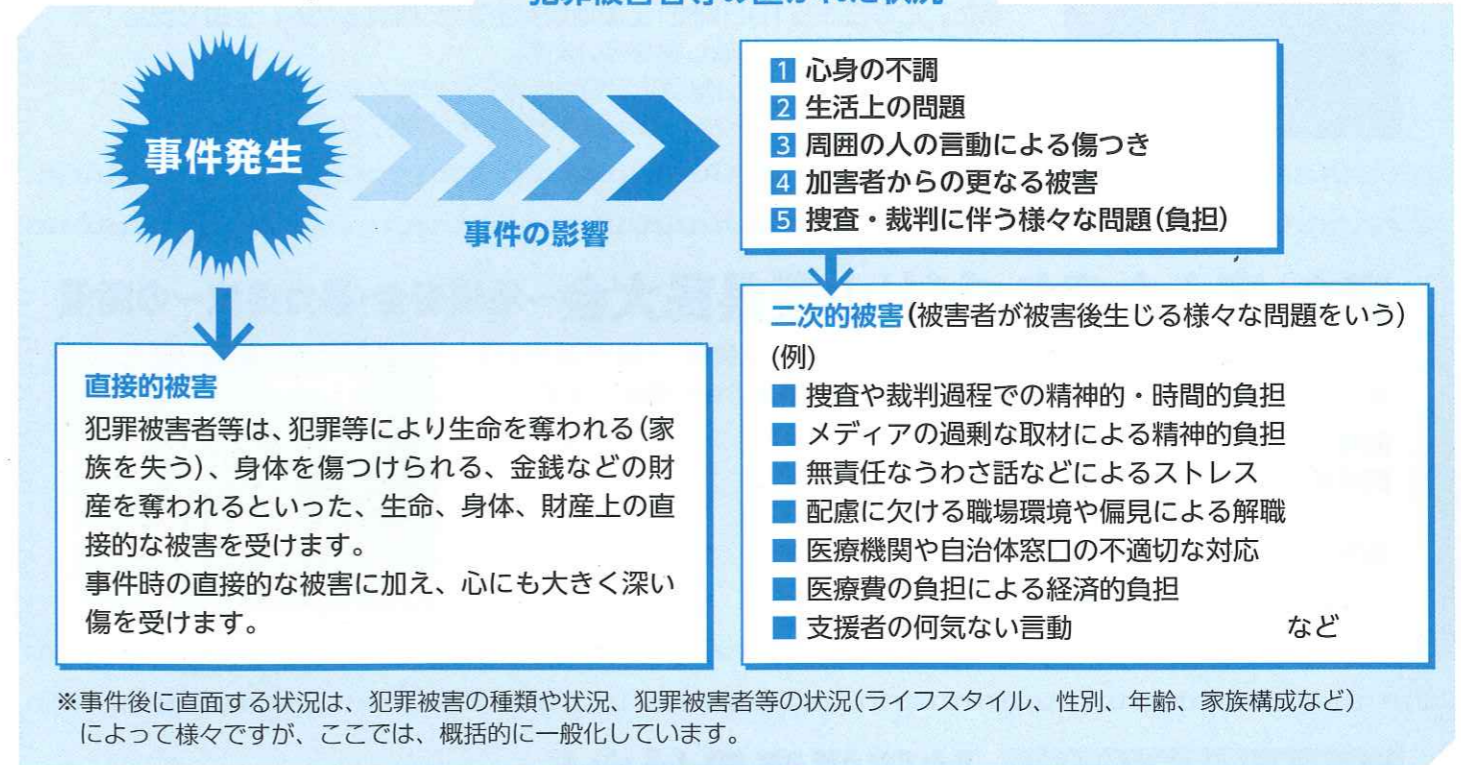 犯罪被害者等の置かれた状況
事件発生
事件の影響
1 心身の不調
2 生活上の問題
3 周囲の人の言動による傷つき
4 加害者からの更なる被害
5 捜査・裁判に伴う様々な問題(負担)
直接的被害
犯罪被害者等は、犯罪等により生命を奪われる(家
族を失う)、身体を傷つけられる、金銭などの財
産を奪われるといった、生命、身体、財産上の直
接的な被害を受けます。
事件時の直接的な被害に加え、心にも大きく深い
傷を受けます。
二次的被害(被害者が被害後生じる様々な問題をいう)
(例)
■ 捜査や裁判過程での精神的・時間的負担
■ メディアの過剰な取材による精神的負担
■ 無責任なうわさ話などによるストレス
■ 配慮に欠ける職場環境や偏見による解職
■ 医療機関や自治体窓口の不適切な対応
■ 医療費の負担による経済的負担
■ 支援者の何気ない言動 など
※事件後に直面する状況は、犯罪被害の種類や状況、犯罪被害者等の状況(ライフスタイル、性別、年齢、家族構成など)
によって様々ですが、ここでは、概括的に一般化しています。